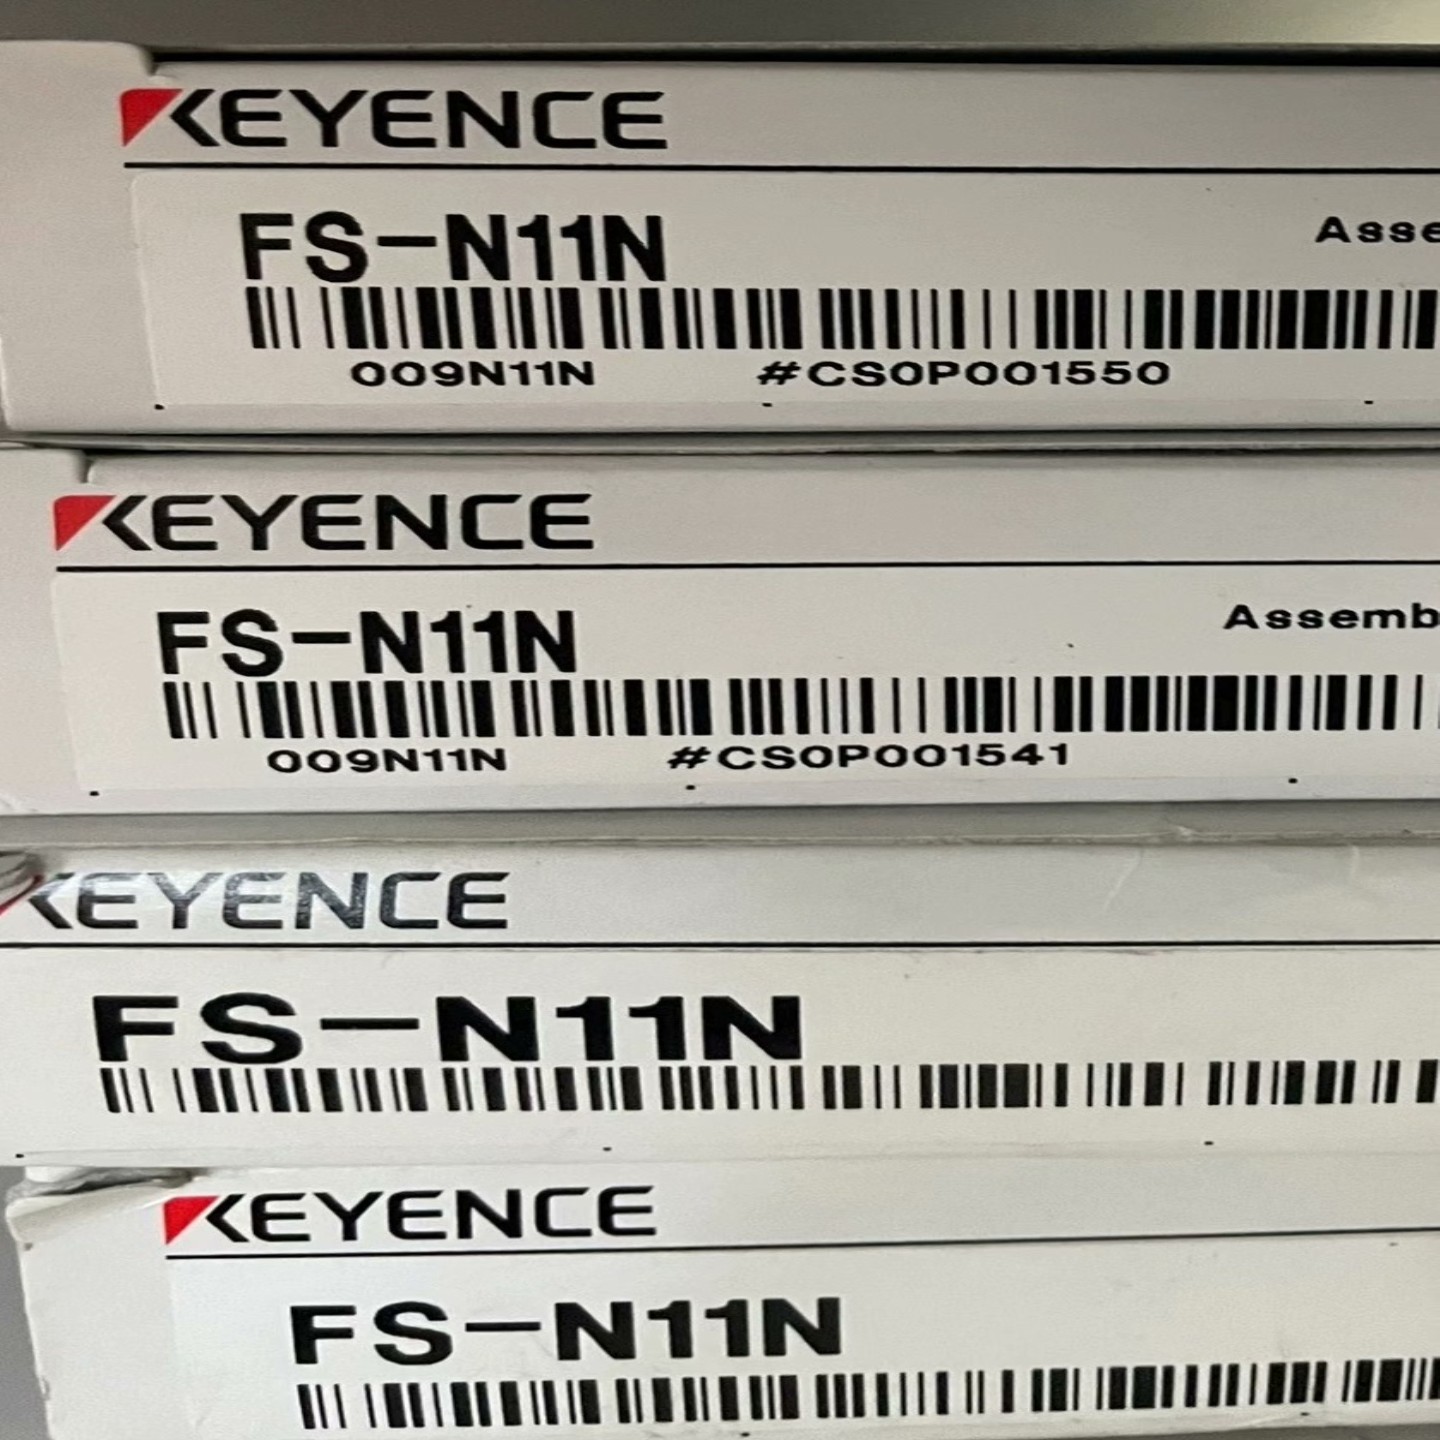 KEYENCE
FS-N11N
Asse
009N11N #CS0P001550
KEYENCE
FS-N11N
Assemb
009N11N #CS0P001541
KEYENCE
FS-N11N
KEYENCE
FS-N11N